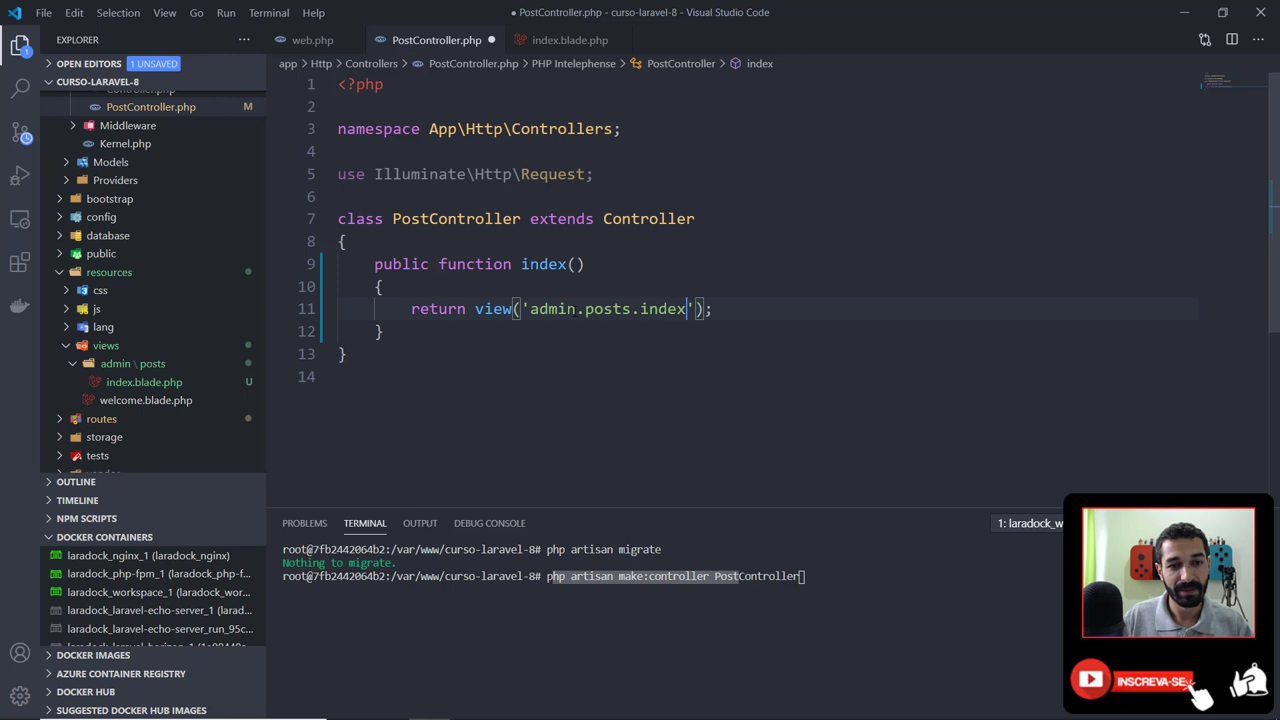 File Edit Selection View Go Run Terminal Help
● PostController.php - curso-laravel-8 - Visual Studio Code
EXPLORER
OPEN EDITORS 1 UNSAVED
CURSO-LARAVEL-8
PostController.php M
Middleware
Kernel.php
Models
Providers
bootstrap
config
database
public
resources
css
js
lang
views
admin \ posts
index.blade.php U
welcome.blade.php
routes
storage
tests
OUTLINE
TIMELINE
NPM SCRIPTS
DOCKER CONTAINERS
laradock_nginx_1 (laradock_nginx)
laradock_php-fpm_1 (laradock_php-f...
laradock_workspace_1 (laradock_wor...
laradock_laravel-echo-server_1 (larad...
laradock_laravel-echo-server_run_95c...
DOCKER IMAGES
AZURE CONTAINER REGISTRY
DOCKER HUB
SUGGESTED DOCKER HUB IMAGES
web.php PostController.php ● index.blade.php
app > Http > Controllers > PostController.php > PHP Intelephense > PostController > index
1 <?php
2
3 namespace App\Http\Controllers;
4
5 use Illuminate\Http\Request;
6
7 class PostController extends Controller
8 {
9 public function index()
10 {
11 return view('admin.posts.index');
12 }
13 }
14
PROBLEMS TERMINAL OUTPUT DEBUG CONSOLE 1: laradock_w
root@7fb2442064b2:/var/www/curso-laravel-8# php artisan migrate
Nothing to migrate.
root@7fb2442064b2:/var/www/curso-laravel-8# php artisan make:controller PostController
INSCREVA-SE